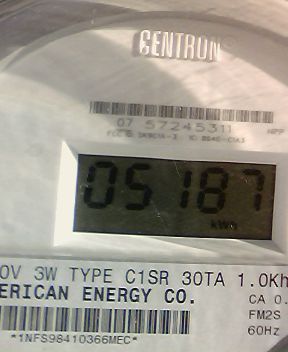 CENTRON
07 57245311
05187
kWh
0V 3W TYPE C1SR 30TA 1.0Kh
ERICAN ENERGY CO.
CA 0.
FM2S
60Hz
*1NFS98410366MEC*